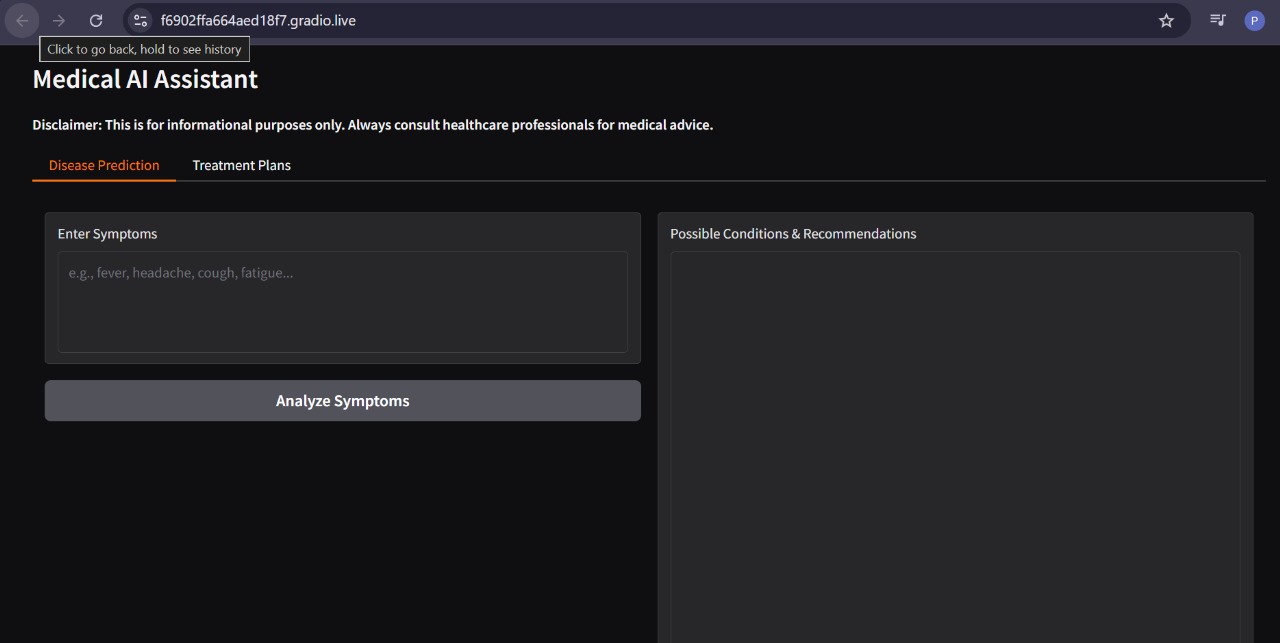 f6902ffa664aed18f7.gradio.live
P
Click to go back, hold to see history
Medical AI Assistant
Disclaimer: This is for informational purposes only. Always consult healthcare professionals for medical advice.
Disease Prediction
Treatment Plans
Enter Symptoms
e.g., fever, headache, cough, fatigue...
Analyze Symptoms
Possible Conditions & Recommendations